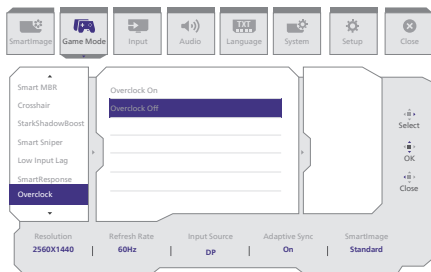 SmartImage
Game Mode
Input
Audio
TXT
Language
System
Setup
Close
Smart MBR
Crosshair
StarkShadowBoost
Smart Sniper
Low Input Lag
SmartResponse
Overclock
Overclock On
Overclock Off
Select
OK
Close
Resolution
Refresh Rate
Input Source
Adaptive Sync
SmartImage
2560X1440
60Hz
DP
On
Standard